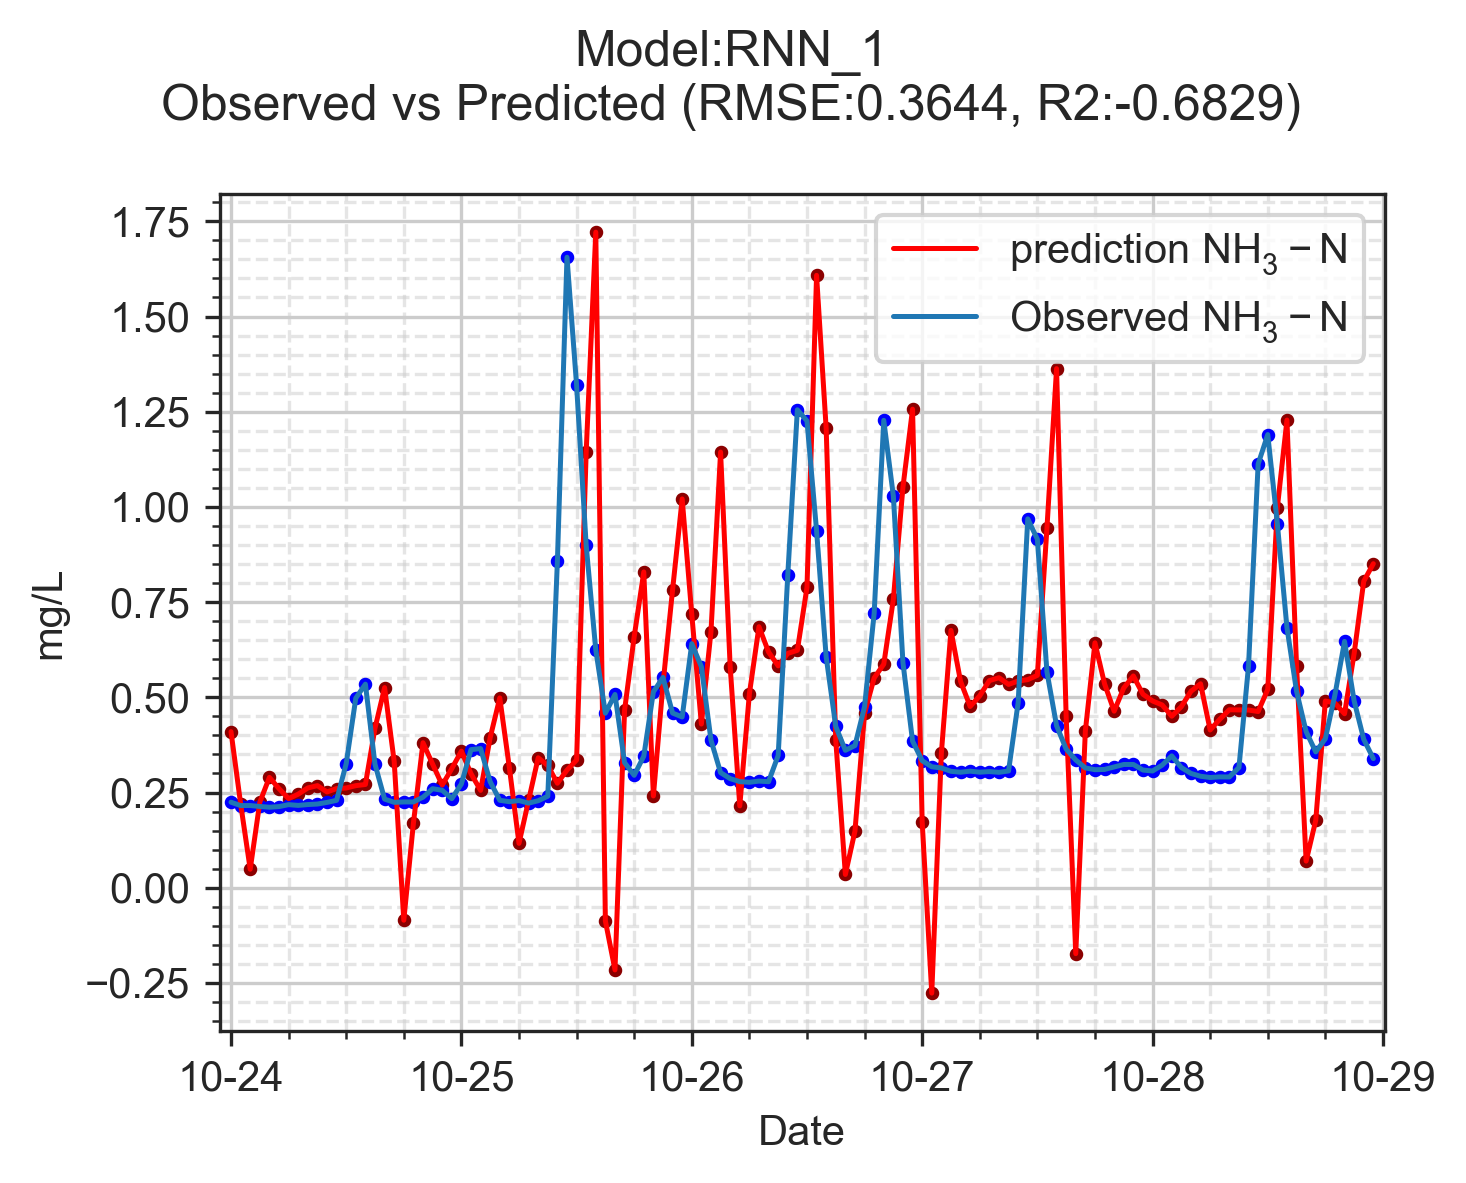 Model:RNN_1
Observed vs Predicted (RMSE:0.3644, R2:-0.6829)
1.75
1.50
1.25
1.00
0.75
0.50
0.25
0.00
−0.25
mg/L
prediction NH₃ − N
Observed NH₃ − N
10-24 10-25 10-26 10-27 10-28 10-29
Date